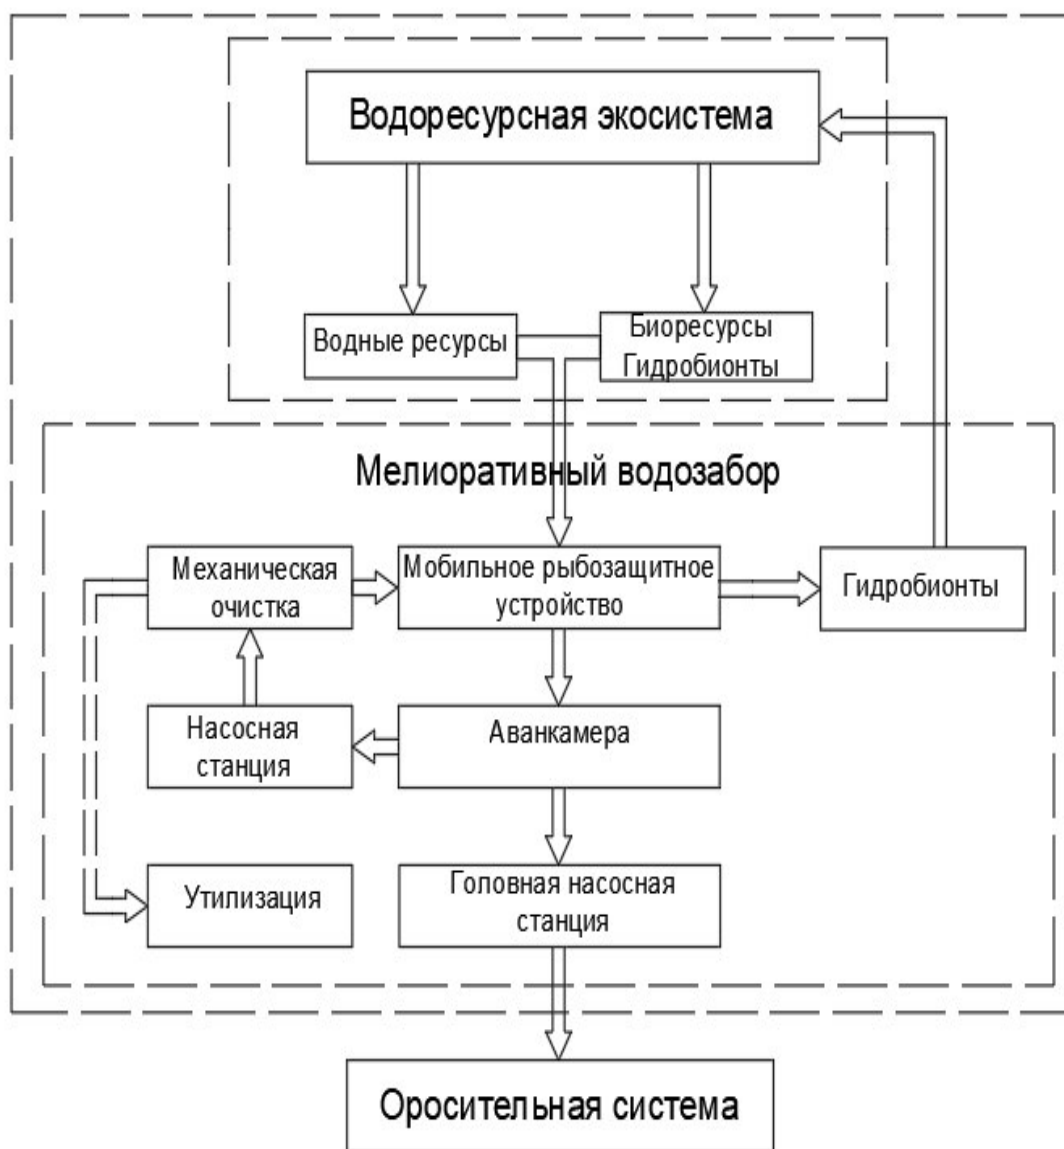 Водоресурсная экосистема
Водные ресурсы
Биоресурсы
Гидробионты
Мелиоративный водозабор
Механическая
очистка
Мобильное рыбозащитное
устройство
Гидробионты
Насосная
станция
Аванкамера
Утилизация
Головная насосная
станция
Оросительная система